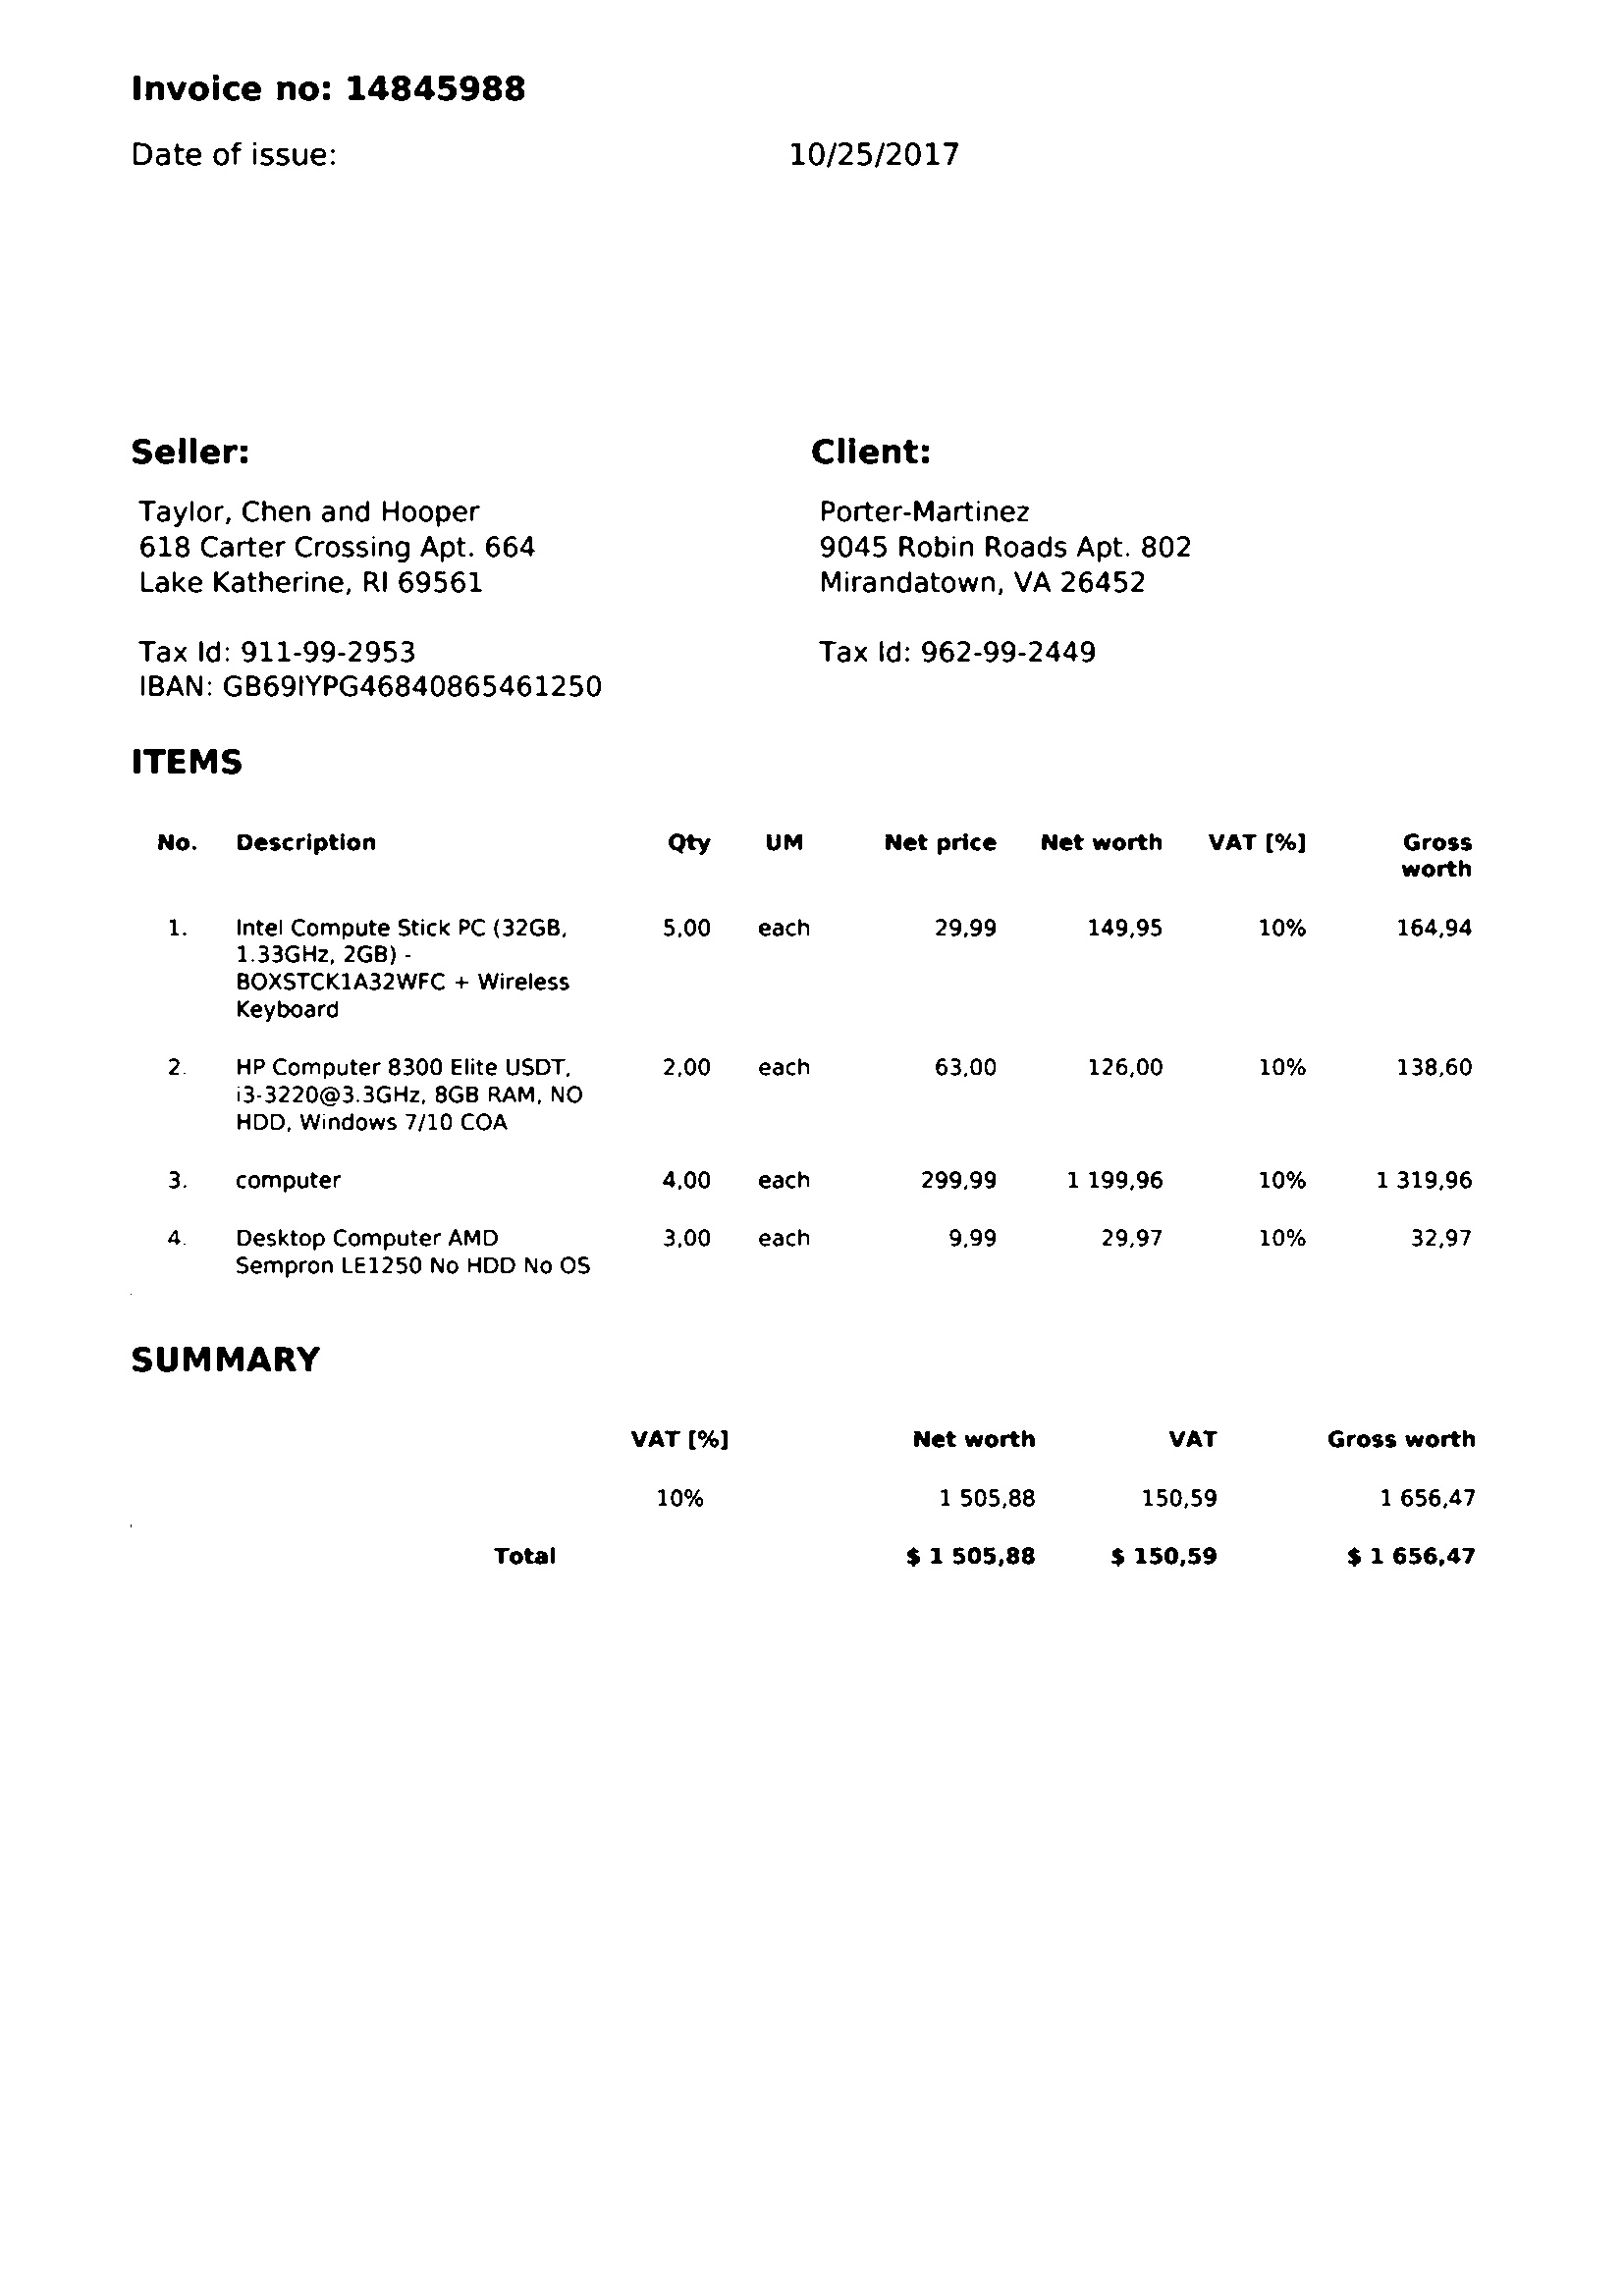 Invoice no: 14845988
Date of issue: 10/25/2017
Seller: Client:
Taylor, Chen and Hooper Porter-Martinez
618 Carter Crossing Apt. 664 9045 Robin Roads Apt. 802
Lake Katherine, RI 69561 Mirandatown, VA 26452
Tax Id: 911-99-2953 Tax Id: 962-99-2449
IBAN: GB69IYPG46840865461250
ITEMS
No. Description Qty UM Net price Net worth VAT [%] Gross
worth
1. Intel Compute Stick PC (32GB, 5,00 each 29,99 149,95 10% 164,94
1.33GHz, 2GB) -
BOXSTCK1A32WFC + Wireless
Keyboard
2. HP Computer 8300 Elite USDT, 2,00 each 63,00 126,00 10% 138,60
i3-3220@3.3GHz, 8GB RAM, NO
HDD, Windows 7/10 COA
3. computer 4,00 each 299,99 1 199,96 10% 1 319,96
4. Desktop Computer AMD 3,00 each 9,99 29,97 10% 32,97
Sempron LE1250 No HDD No OS
SUMMARY
VAT [%] Net worth VAT Gross worth
10% 1 505,88 150,59 1 656,47
Total $ 1 505,88 $ 150,59 $ 1 656,47